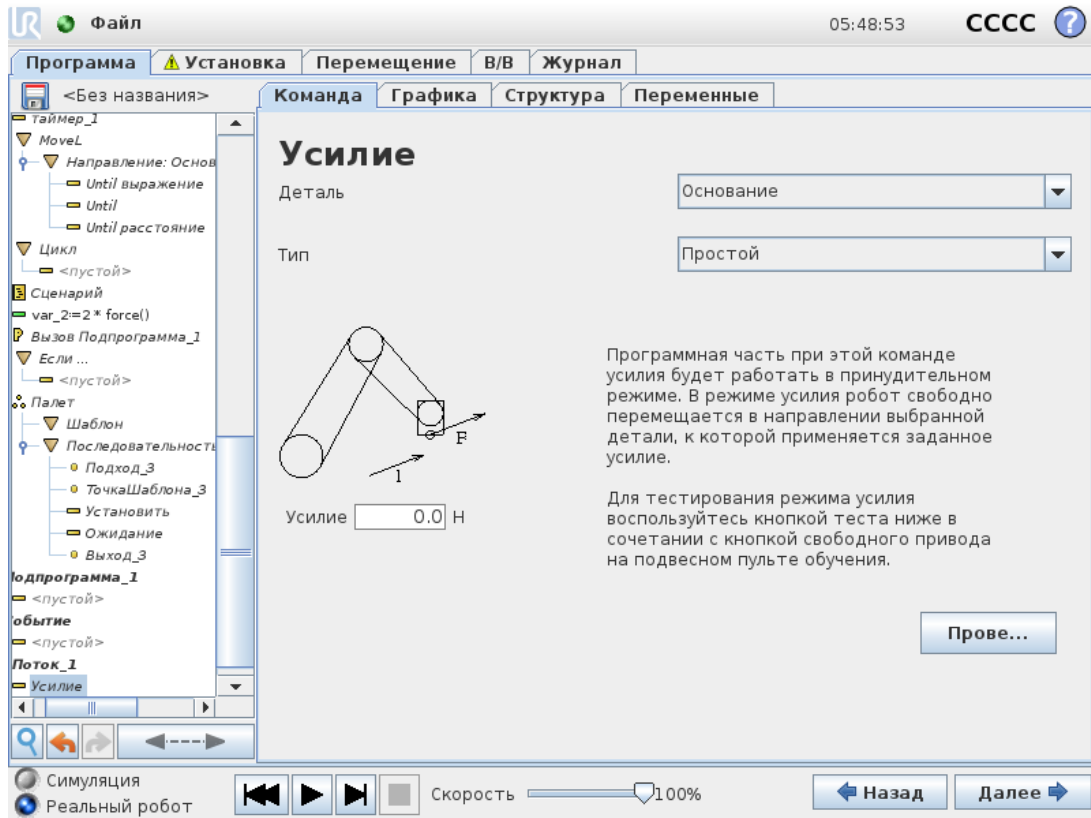 UR Файл 05:48:53 CCCC ?
Программа Установка Перемещение В/В Журнал
<Без названия> Команда Графика Структура Переменные
таймер_1
MoveL
Направление: Основ
Until выражение
Until
Until расстояние
Цикл
<пустой>
Сценарий
var_2:=2 * force()
Вызов Подпрограмма_1
Если ...
<пустой>
Палет
Шаблон
Последовательность
Подход_3
ТочкаШаблона_3
Установить
Ожидание
Выход_3
Подпрограмма_1
<пустой>
обытие
<пустой>
Поток_1
Усилие
Усилие
Деталь Основание
Тип Простой
F
1
Усилие 0.0 Н
Программная часть при этой команде
усилия будет работать в принудительном
режиме. В режиме усилия робот свободно
перемещается в направлении выбранной
детали, к которой применяется заданное
усилие.
Для тестирования режима усилия
воспользуйтесь кнопкой теста ниже в
сочетании с кнопкой свободного привода
на подвесном пульте обучения.
Прове...
Симуляция
Реальный робот
Скорость 100%
Назад Далее